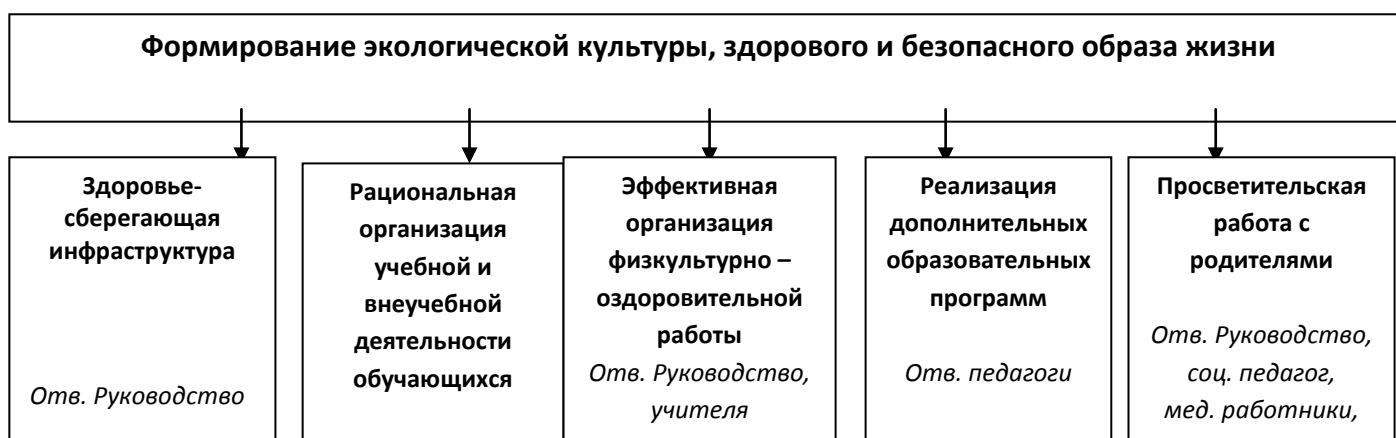 Формирование экологической культуры, здорового и безопасного образа жизни
Здоровье-
сберегающая
инфраструктура
Отв. Руководство
Рациональная
организация
учебной и
внеучебной
деятельности
обучающихся
Эффективная
организация
физкультурно –
оздоровительной
работы
Отв. Руководство,
учителя
Реализация
дополнительных
образовательных
программ
Отв. педагоги
Просветительская
работа с
родителями
Отв. Руководство,
соц. педагог,
мед. работники,